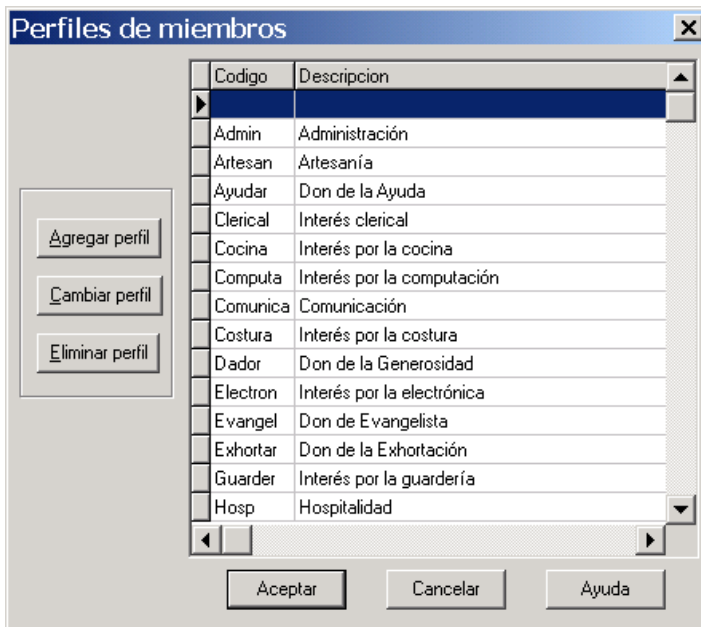 Perfiles de miembros
Codigo Descripcion
Admin Administración
Artesan Artesanía
Ayudar Don de la Ayuda
Clerical Interés clerical
Agregar perfil
Cocina Interés por la cocina
Computa Interés por la computación
Cambiar perfil
Comunica Comunicación
Costura Interés por la costura
Eliminar perfil
Dador Don de la Generosidad
Electron Interés por la electrónica
Evangel Don de Evangelista
Exhortar Don de la Exhortación
Guarder Interés por la guardería
Hosp Hospitalidad
Aceptar Cancelar Ayuda